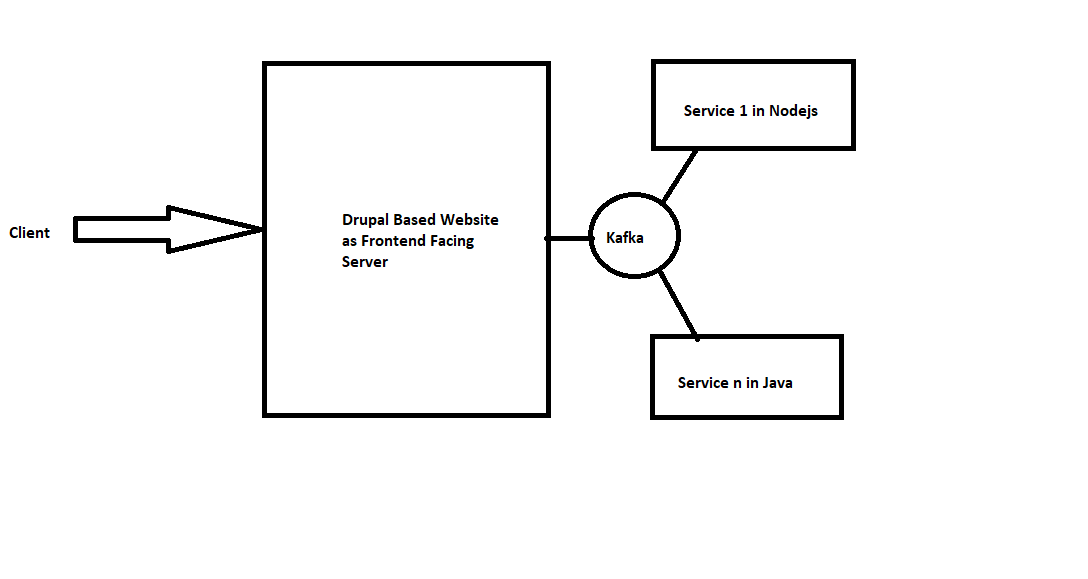 Client
Drupal Based Website
as Frontend Facing
Server
Kafka
Service 1 in Nodejs
Service n in Java